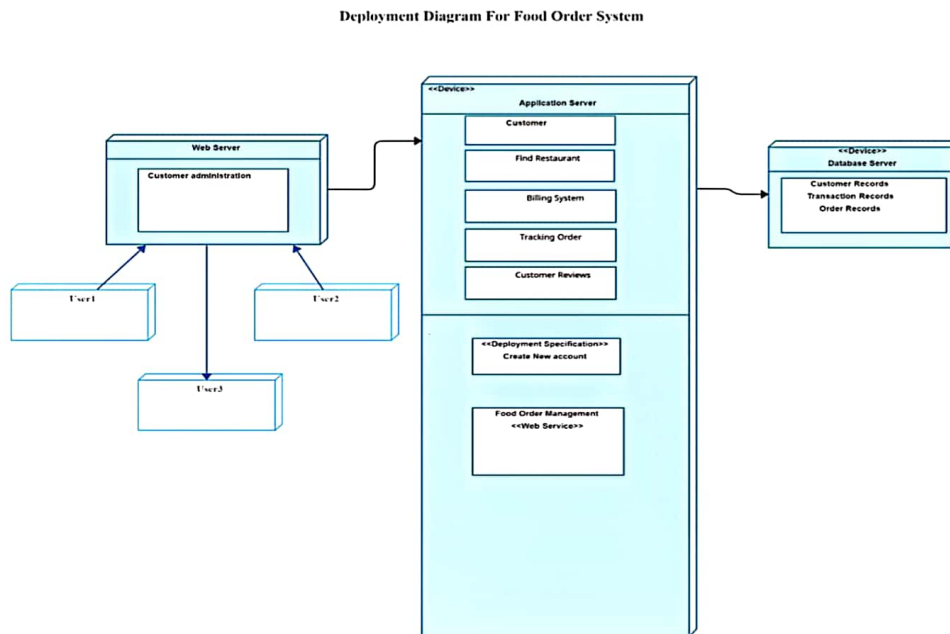 Deployment Diagram For Food Order System
<<Device>>
Application Server
Customer
Find Restaurant
Billing System
Tracking Order
Customer Reviews
<<Deployment Specification>>
Create New account
Food Order Management
<<Web Service>>
Web Server
Customer administration
User1
User2
User3
<<Device>>
Database Server
Customer Records
Transaction Records
Order Records